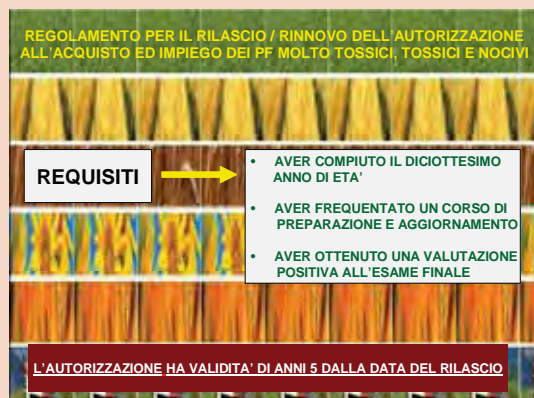 REGOLAMENTO PER IL RILASCIO / RINNOVO DELL'AUTORIZZAZIONE
ALL'ACQUISTO ED IMPIEGO DEI PF MOLTO TOSSICI, TOSSICI E NOCIVI
REQUISITI
• AVER COMPIUTO IL DICIOTTESIMO
ANNO DI ETA'
• AVER FREQUENTATO UN CORSO DI
PREPARAZIONE E AGGIORNAMENTO
• AVER OTTENUTO UNA VALUTAZIONE
POSITIVA ALL'ESAME FINALE
L'AUTORIZZAZIONE HA VALIDITA' DI ANNI 5 DALLA DATA DEL RILASCIO